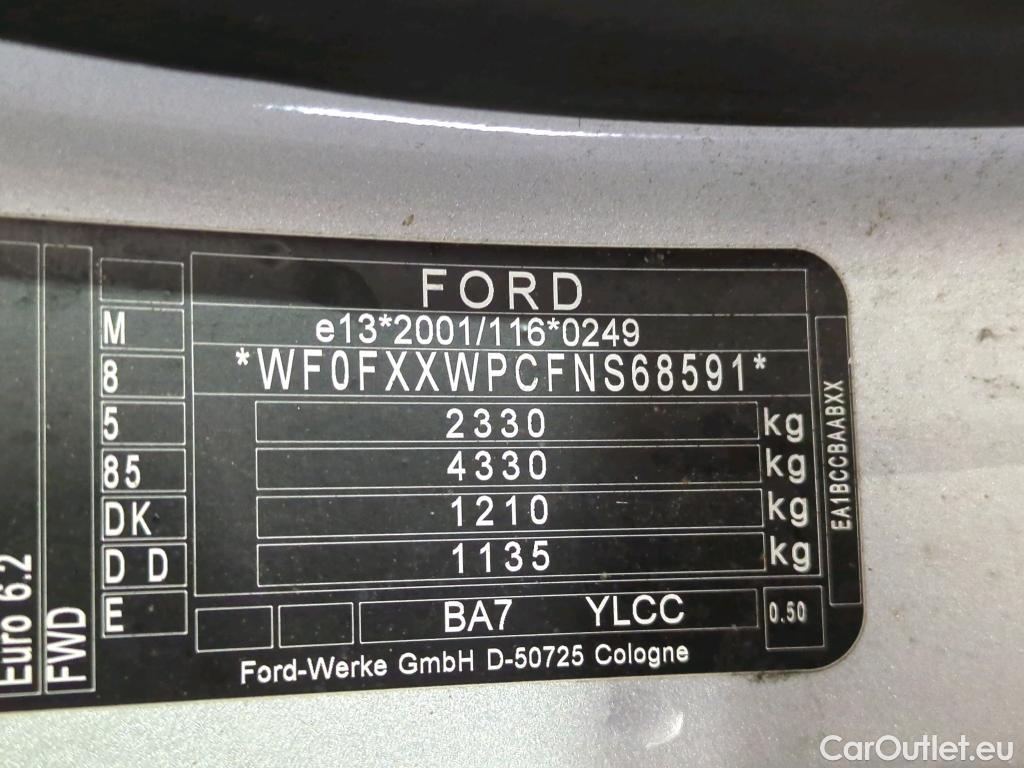 FORD
e13*2001/116*0249
*WF0FXXWPCFNS68591*
2330 kg
4330 kg
1210 kg
1135 kg
BA7 YLCC 0.50
Ford-Werke GmbH D-50725 Cologne
M
8
5
85
DK
D D
E
Euro 6.2
FWD
EA1BCCBAABXX
CarOutlet.eu